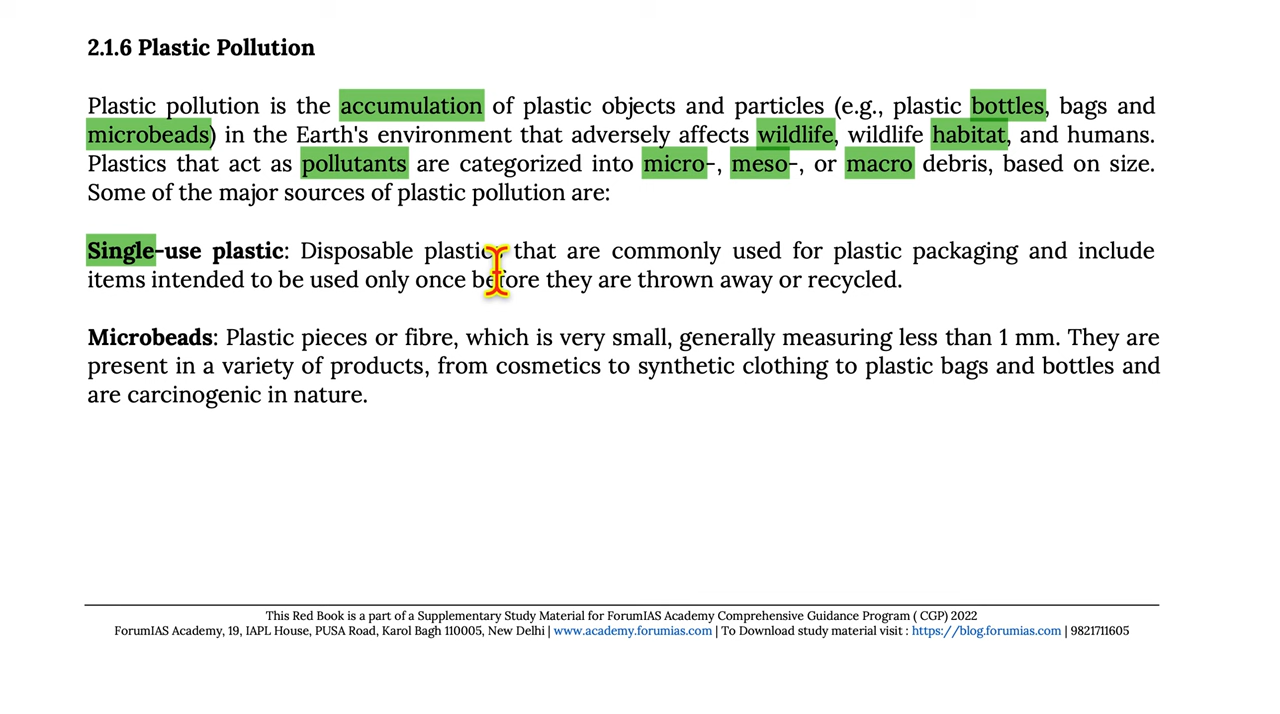 2.1.6 Plastic Pollution
Plastic pollution is the accumulation of plastic objects and particles (e.g., plastic bottles, bags and
microbeads) in the Earth's environment that adversely affects wildlife, wildlife habitat, and humans.
Plastics that act as pollutants are categorized into micro-, meso-, or macro debris, based on size.
Some of the major sources of plastic pollution are:
Single-use plastic: Disposable plastics that are commonly used for plastic packaging and include
items intended to be used only once before they are thrown away or recycled.
Microbeads: Plastic pieces or fibre, which is very small, generally measuring less than 1 mm. They are
present in a variety of products, from cosmetics to synthetic clothing to plastic bags and bottles and
are carcinogenic in nature.
This Red Book is a part of a Supplementary Study Material for ForumIAS Academy Comprehensive Guidance Program ( CGP) 2022
ForumIAS Academy, 19, IAPL House, PUSA Road, Karol Bagh 110005, New Delhi | www.academy.forumias.com | To Download study material visit : https://blog.forumias.com | 9821711605